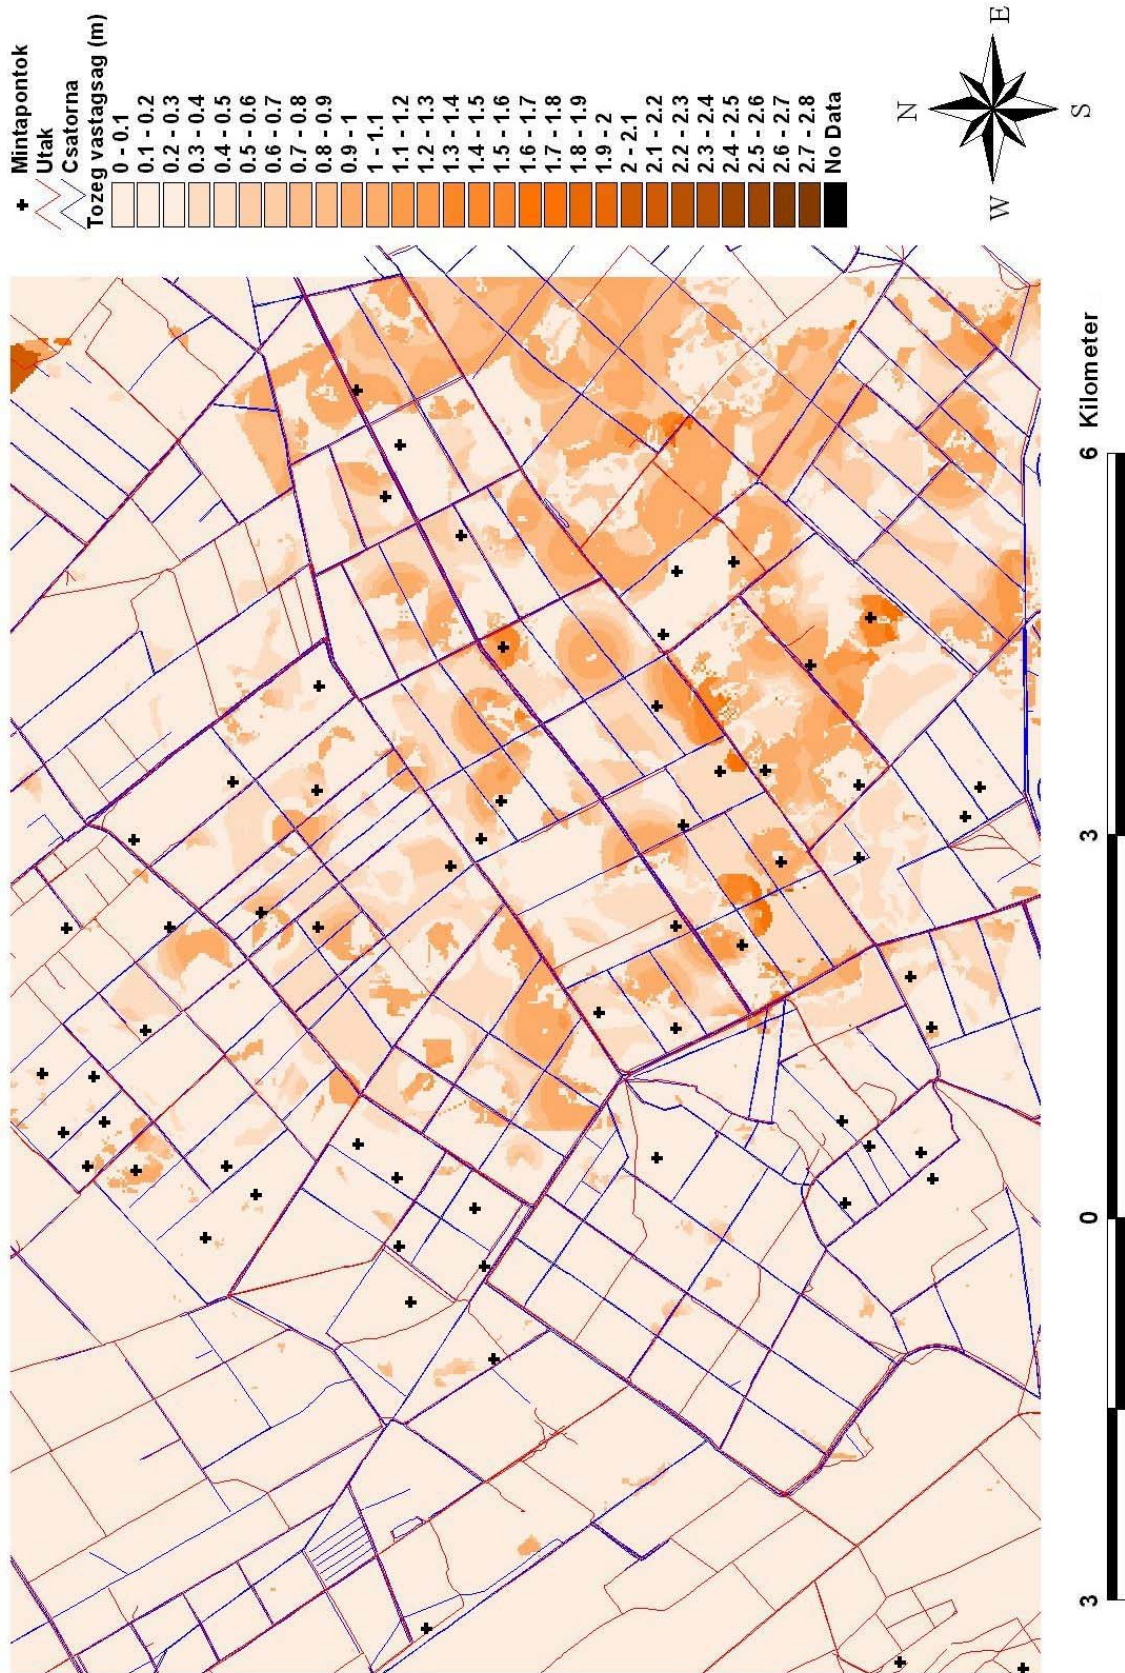 Mintapontok
Utak
Csatorna
Tozeg vastagsag (m)
0 - 0.1
0.1 - 0.2
0.2 - 0.3
0.3 - 0.4
0.4 - 0.5
0.5 - 0.6
0.6 - 0.7
0.7 - 0.8
0.8 - 0.9
0.9 - 1
1 - 1.1
1.1 - 1.2
1.2 - 1.3
1.3 - 1.4
1.4 - 1.5
1.5 - 1.6
1.6 - 1.7
1.7 - 1.8
1.8 - 1.9
1.9 - 2
2 - 2.1
2.1 - 2.2
2.2 - 2.3
2.3 - 2.4
2.4 - 2.5
2.5 - 2.6
2.6 - 2.7
2.7 - 2.8
No Data
N
E
W
S
3 0 3 6 Kilometer